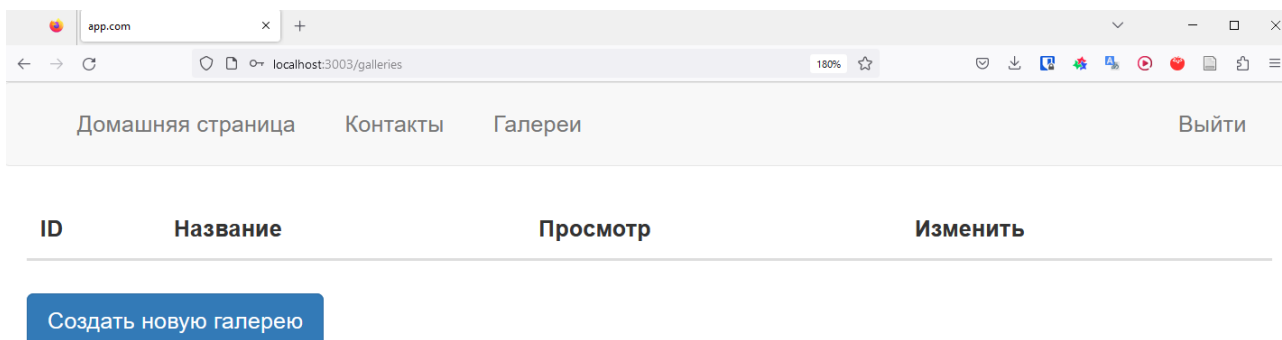 app.com
localhost:3003/galleries 180%
Домашняя страница Контакты Галереи Выйти
ID Название Просмотр Изменить
Создать новую галерею